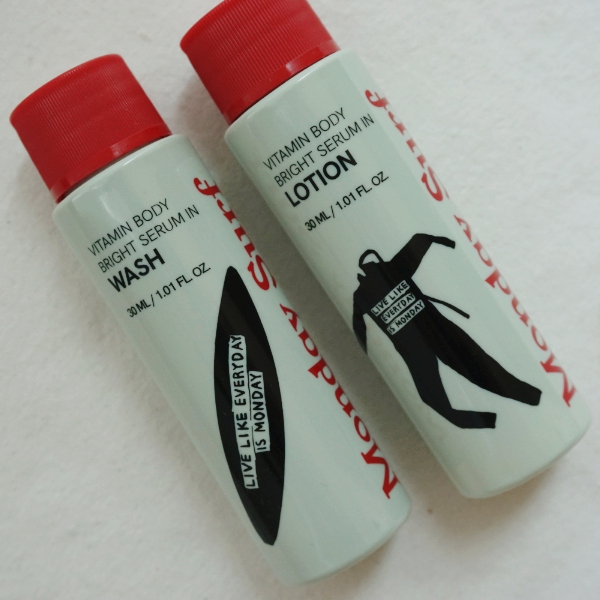 VITAMIN BODY
BRIGHT SERUM IN
WASH
30 ML / 1.01 FL OZ
LIVE LIKE EVERYDAY
IS MONDAY
Monday Surf
VITAMIN BODY
BRIGHT SERUM IN
LOTION
30 ML / 1.01 FL OZ
LIVE LIKE
EVERYDAY
IS MONDAY
Monday Surf